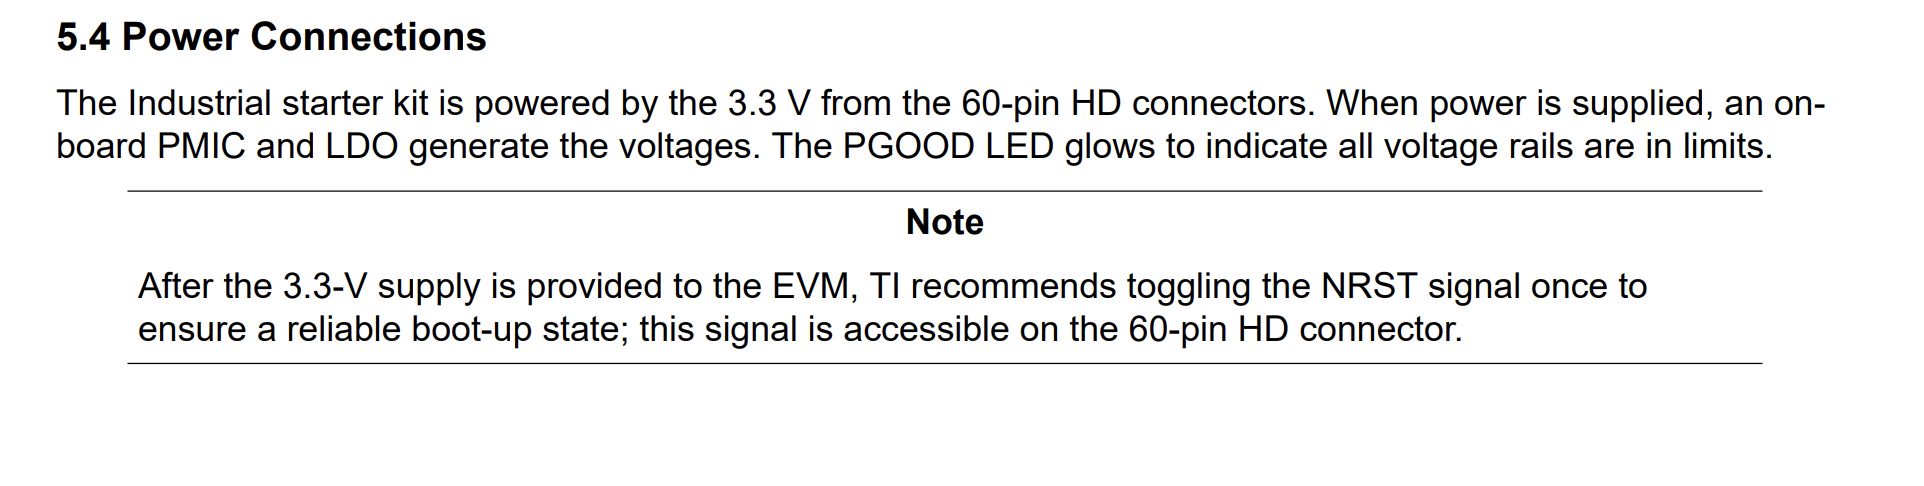 5.4 Power Connections
The Industrial starter kit is powered by the 3.3 V from the 60-pin HD connectors. When power is supplied, an on-
board PMIC and LDO generate the voltages. The PGOOD LED glows to indicate all voltage rails are in limits.
Note
After the 3.3-V supply is provided to the EVM, TI recommends toggling the NRST signal once to
ensure a reliable boot-up state; this signal is accessible on the 60-pin HD connector.